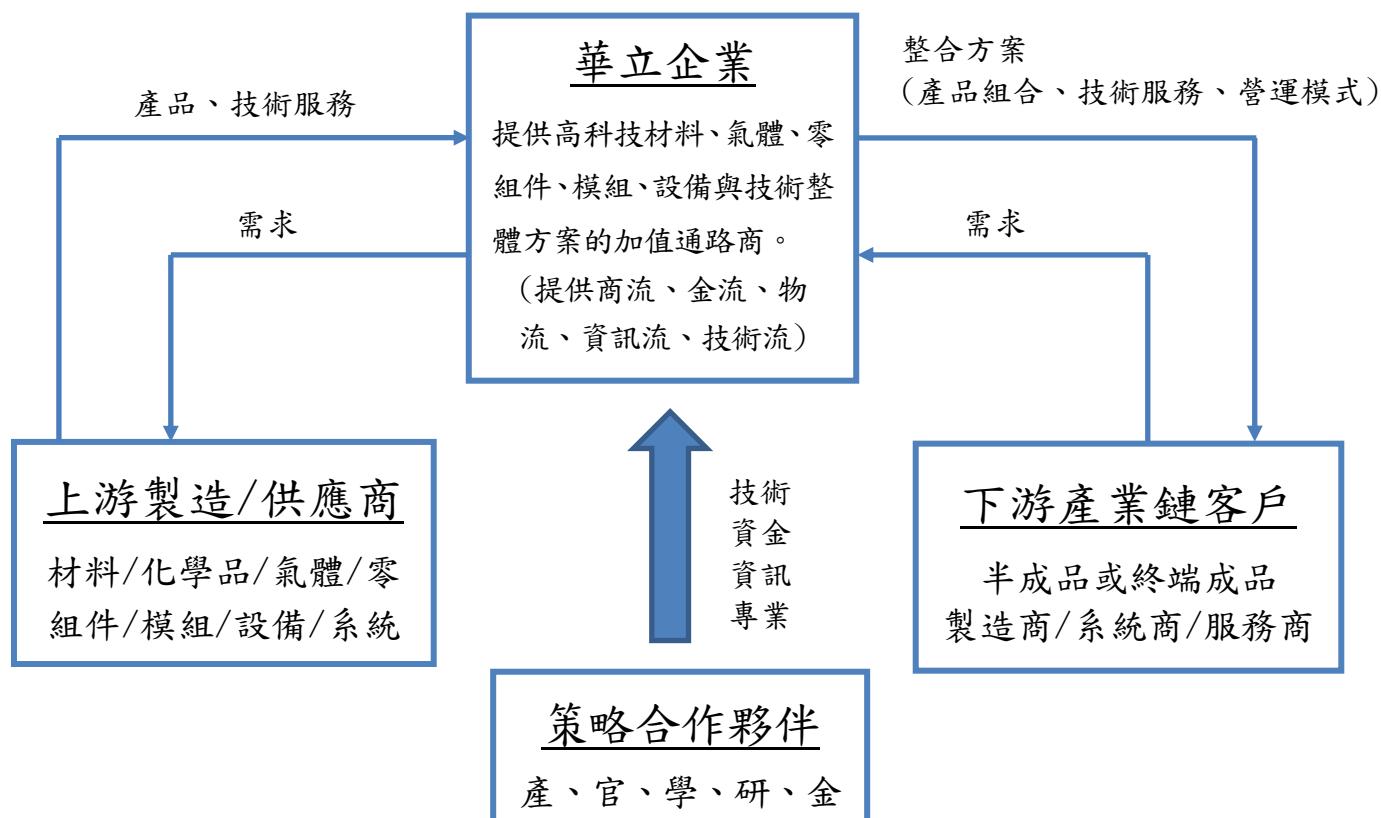 華立企業
提供高科技材料、氣體、零
組件、模組、設備與技術整
體方案的加值通路商。
(提供商流、金流、物
流、資訊流、技術流)
產品、技術服務
需求
整合方案
(產品組合、技術服務、營運模式)
需求
上游製造/供應商
材料/化學品/氣體/零
組件/模組/設備/系統
技術
資金
資訊
專業
下游產業鏈客戶
半成品或終端成品
製造商/系統商/服務商
策略合作夥伴
產、官、學、研、金